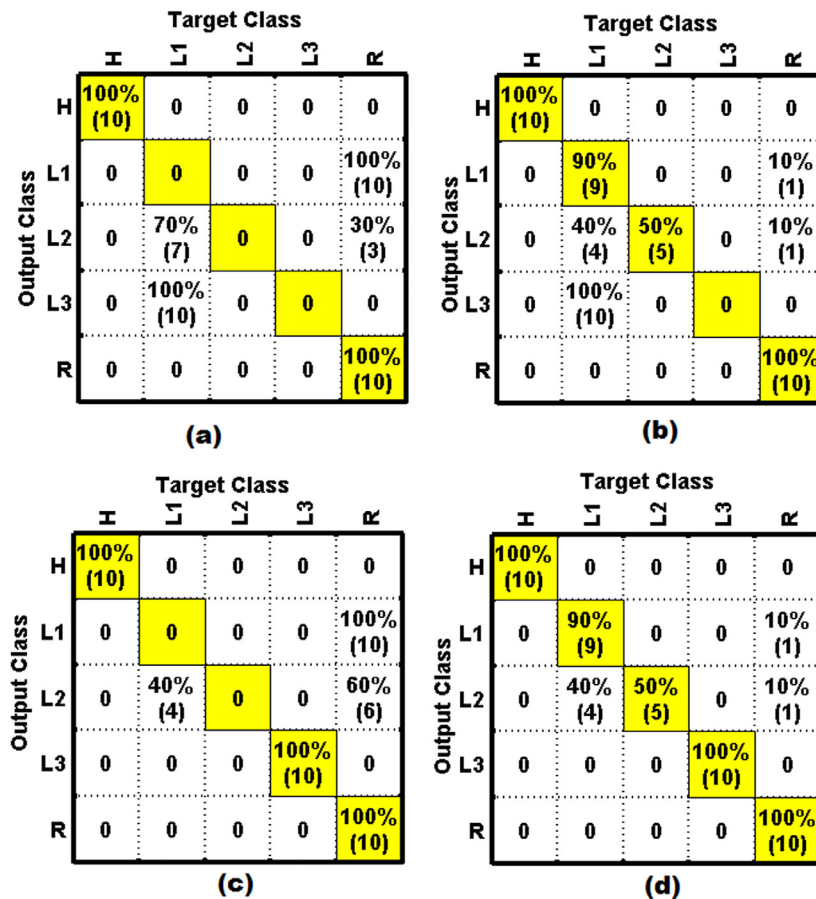 Target Class
H L1 L2 L3 R
Output Class
H 100% (10) 0 0 0 0
L1 0 0 0 0 100% (10)
L2 0 70% (7) 0 0 30% (3)
L3 0 100% (10) 0 0 0
R 0 0 0 0 100% (10)
(a)
Target Class
H L1 L2 L3 R
Output Class
H 100% (10) 0 0 0 0
L1 0 90% (9) 0 0 10% (1)
L2 0 40% (4) 50% (5) 0 10% (1)
L3 0 100% (10) 0 0 0
R 0 0 0 0 100% (10)
(b)
Target Class
H L1 L2 L3 R
Output Class
H 100% (10) 0 0 0 0
L1 0 0 0 0 100% (10)
L2 0 40% (4) 0 0 60% (6)
L3 0 0 0 100% (10) 0
R 0 0 0 0 100% (10)
(c)
Target Class
H L1 L2 L3 R
Output Class
H 100% (10) 0 0 0 0
L1 0 90% (9) 0 0 10% (1)
L2 0 40% (4) 50% (5) 0 10% (1)
L3 0 0 0 100% (10) 0
R 0 0 0 0 100% (10)
(d)